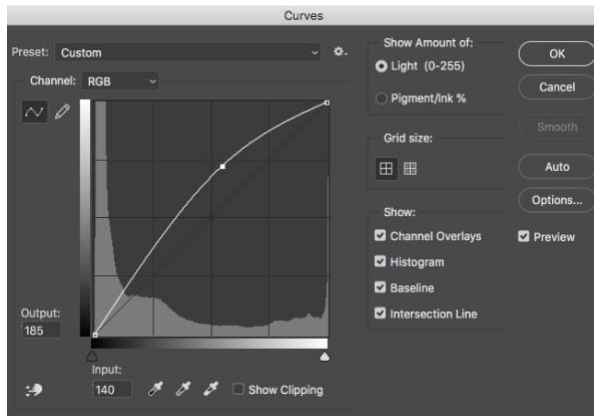 Curves
Preset: Custom
Channel: RGB
Output:
185
Input:
140
Show Clipping
Show Amount of:
Light (0-255)
Pigment/Ink %
Grid size:
Show:
Channel Overlays
Histogram
Baseline
Intersection Line
OK
Cancel
Smooth
Auto
Options...
Preview